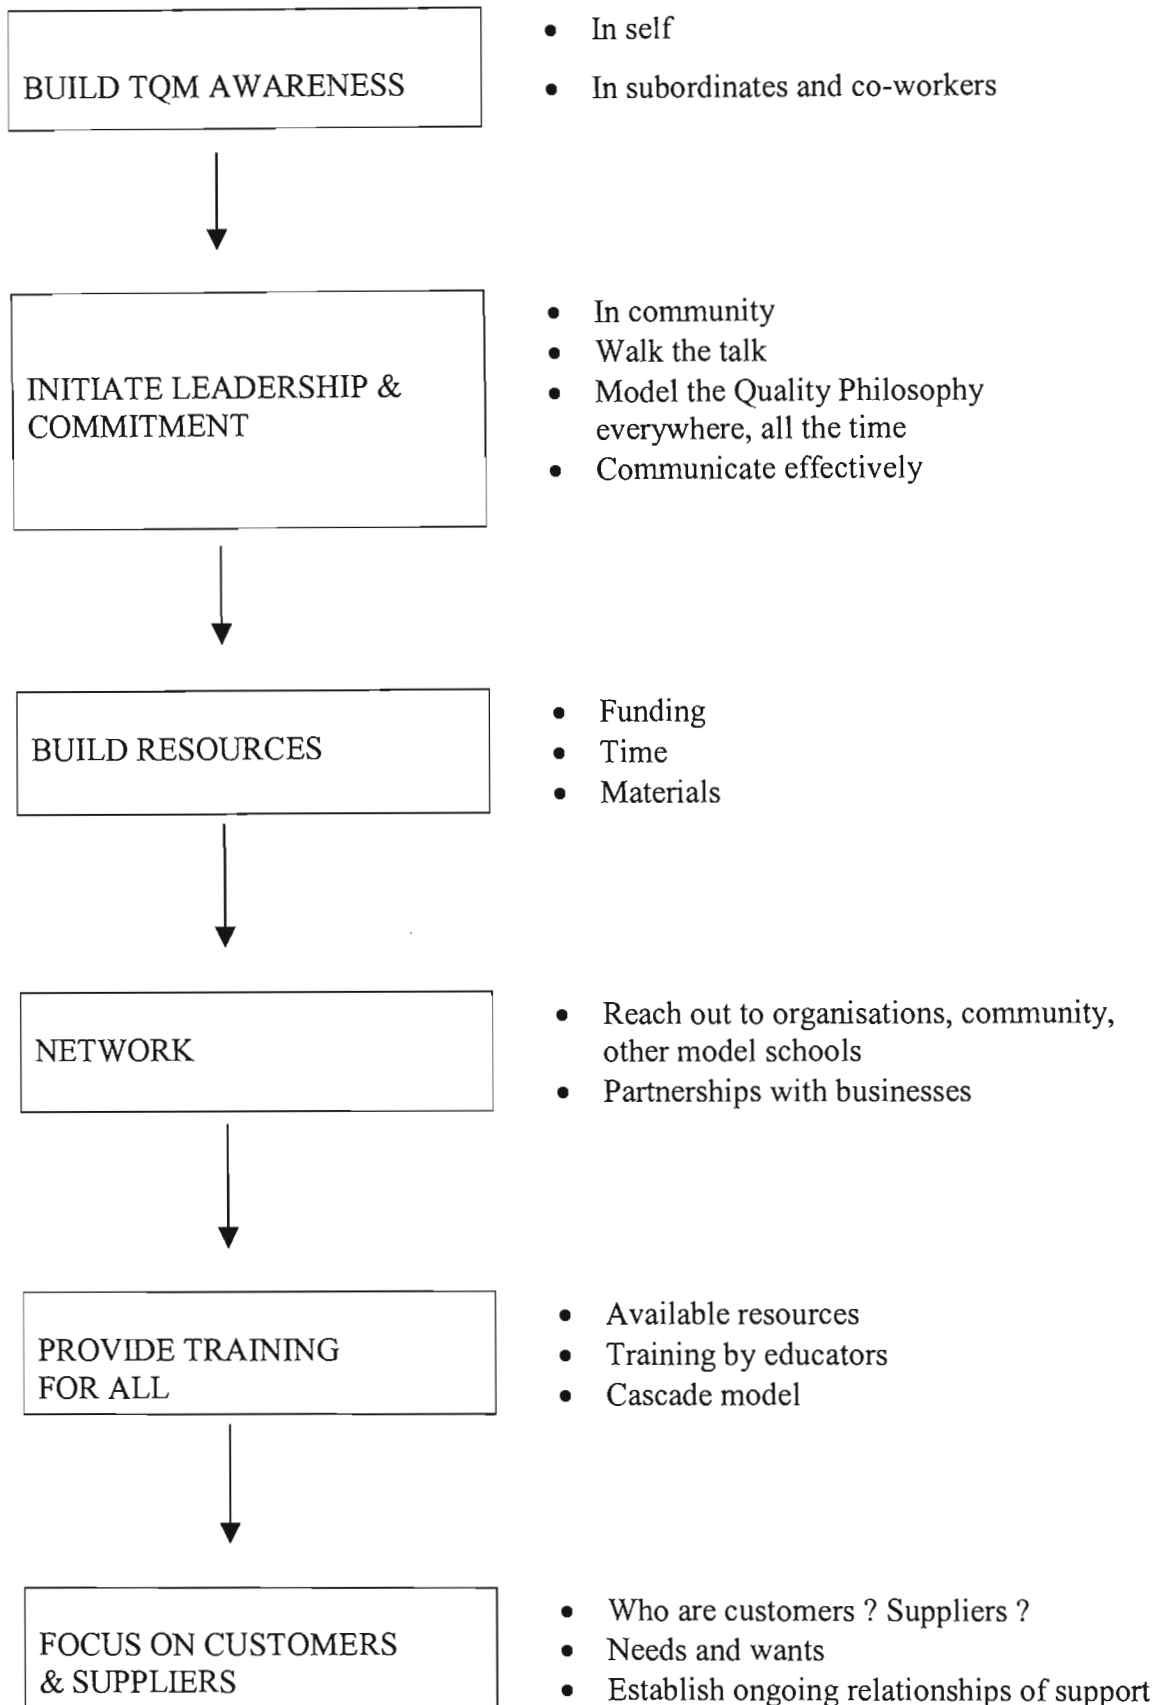 BUILD TQM AWARENESS
• In self
• In subordinates and co-workers
INITIATE LEADERSHIP &
COMMITMENT
• In community
• Walk the talk
• Model the Quality Philosophy
everywhere, all the time
• Communicate effectively
BUILD RESOURCES
• Funding
• Time
• Materials
NETWORK
• Reach out to organisations, community,
other model schools
• Partnerships with businesses
PROVIDE TRAINING
FOR ALL
• Available resources
• Training by educators
• Cascade model
FOCUS ON CUSTOMERS
& SUPPLIERS
• Who are customers ? Suppliers ?
• Needs and wants
• Establish ongoing relationships of support